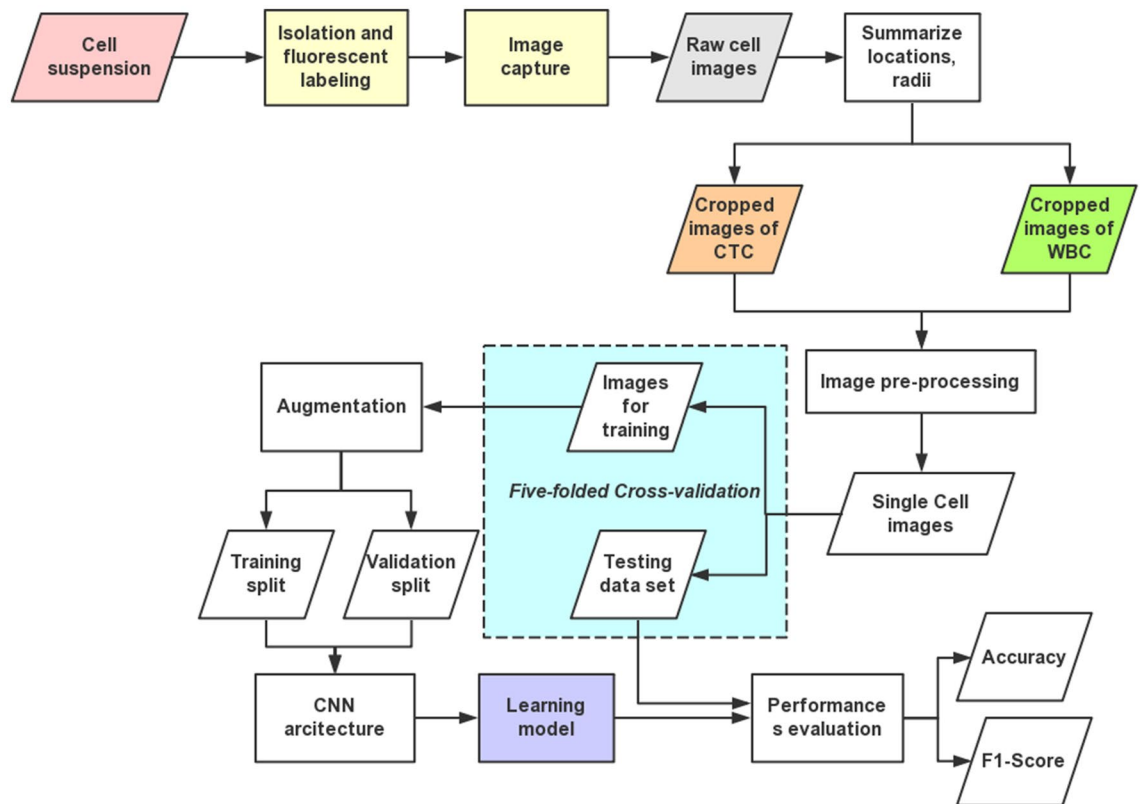 Cell
suspension
Isolation and
fluorescent
labeling
Image
capture
Raw cell
images
Summarize
locations,
radii
Cropped
images of
CTC
Cropped
images of
WBC
Image pre-processing
Single Cell
images
Images
for
training
Five-folded Cross-validation
Testing
data set
Augmentation
Training
split
Validation
split
CNN
arcitecture
Learning
model
Performance
s evaluation
Accuracy
F1-Score